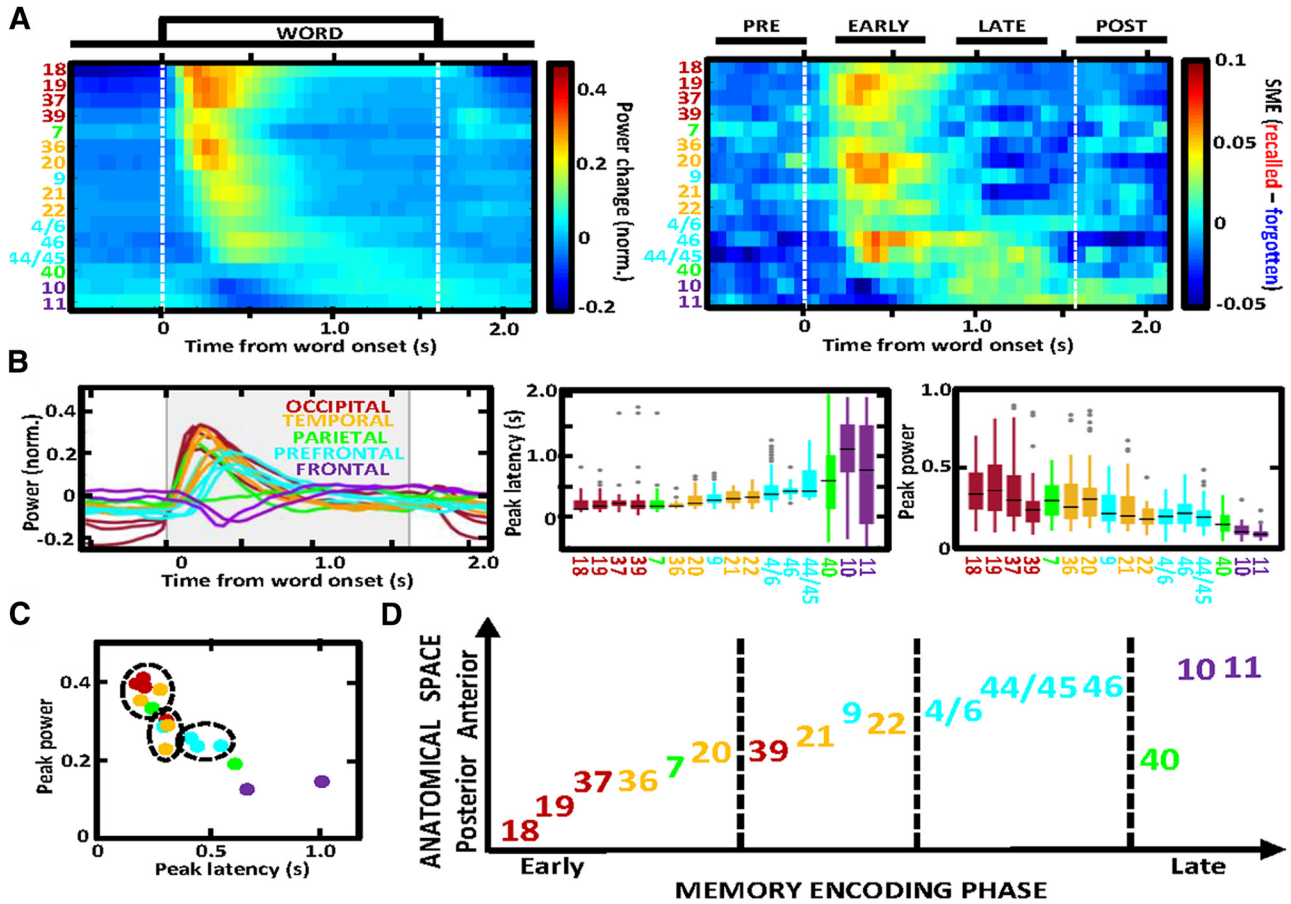 A
WORD
18
19
37
39
7
36
20
9
21
22
4/6
46
44/45
40
10
11
0
1.0
2.0
Time from word onset (s)
0.4
0.2
0
-0.2
Power change (norm.)
PRE EARLY LATE POST
18
19
37
39
7
36
20
9
21
22
4/6
46
44/45
40
10
11
0
1.0
2.0
Time from word onset (s)
0.1
0.05
0
-0.05
SME (recalled – forgotten)
B
Power (norm.)
0.4
0.2
0
-0.2
OCCIPITAL
TEMPORAL
PARIETAL
PREFRONTAL
FRONTAL
0 1.0 2.0
Time from word onset (s)
Peak latency (s)
2.0
1.0
0
18 19 37 39 7 36 20 9 21 22 4/6 46 44/45 40 10 11
Peak power
1.0
0.5
0
18 19 37 39 7 36 20 9 21 22 4/6 46 44/45 40 10 11
C
Peak power
0.4
0.2
0
0 0.5 1.0
Peak latency (s)
D
ANATOMICAL SPACE
Posterior Anterior
18 19 37 36 7 20 39 21 9 22 4/6 44/45 46 40 10 11
Early Late
MEMORY ENCODING PHASE